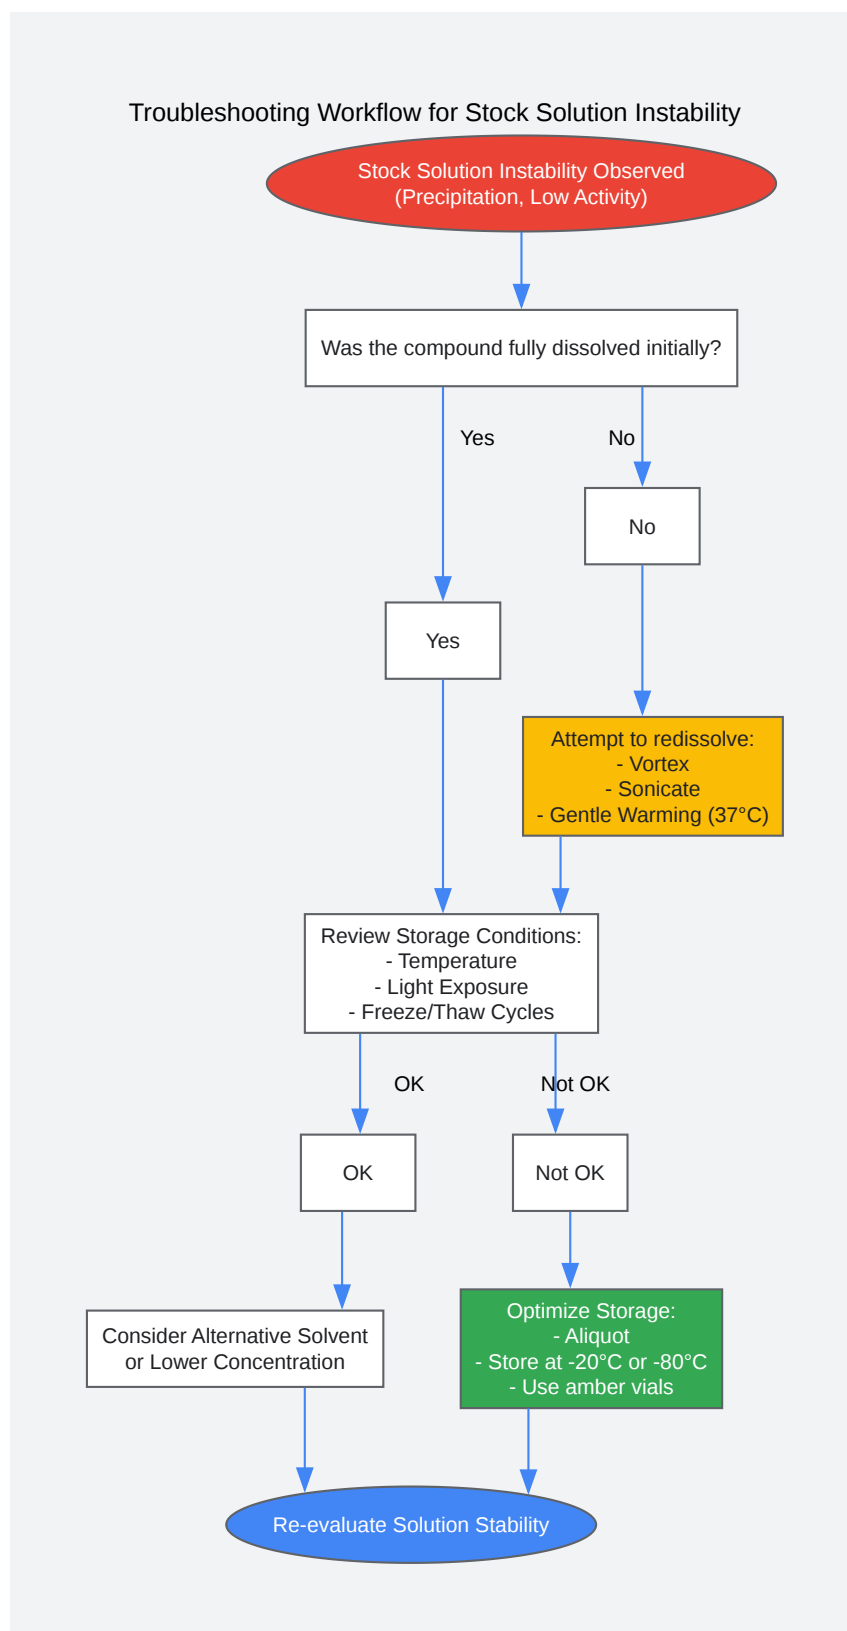 Troubleshooting Workflow for Stock Solution Instability
Stock Solution Instability Observed
(Precipitation, Low Activity)
Was the compound fully dissolved initially?
Yes
No
No
Yes
Attempt to redissolve:
- Vortex
- Sonicate
- Gentle Warming (37°C)
Review Storage Conditions:
- Temperature
- Light Exposure
- Freeze/Thaw Cycles
OK
Not OK
OK
Not OK
Consider Alternative Solvent
or Lower Concentration
Optimize Storage:
- Aliquot
- Store at -20°C or -80°C
- Use amber vials
Re-evaluate Solution Stability